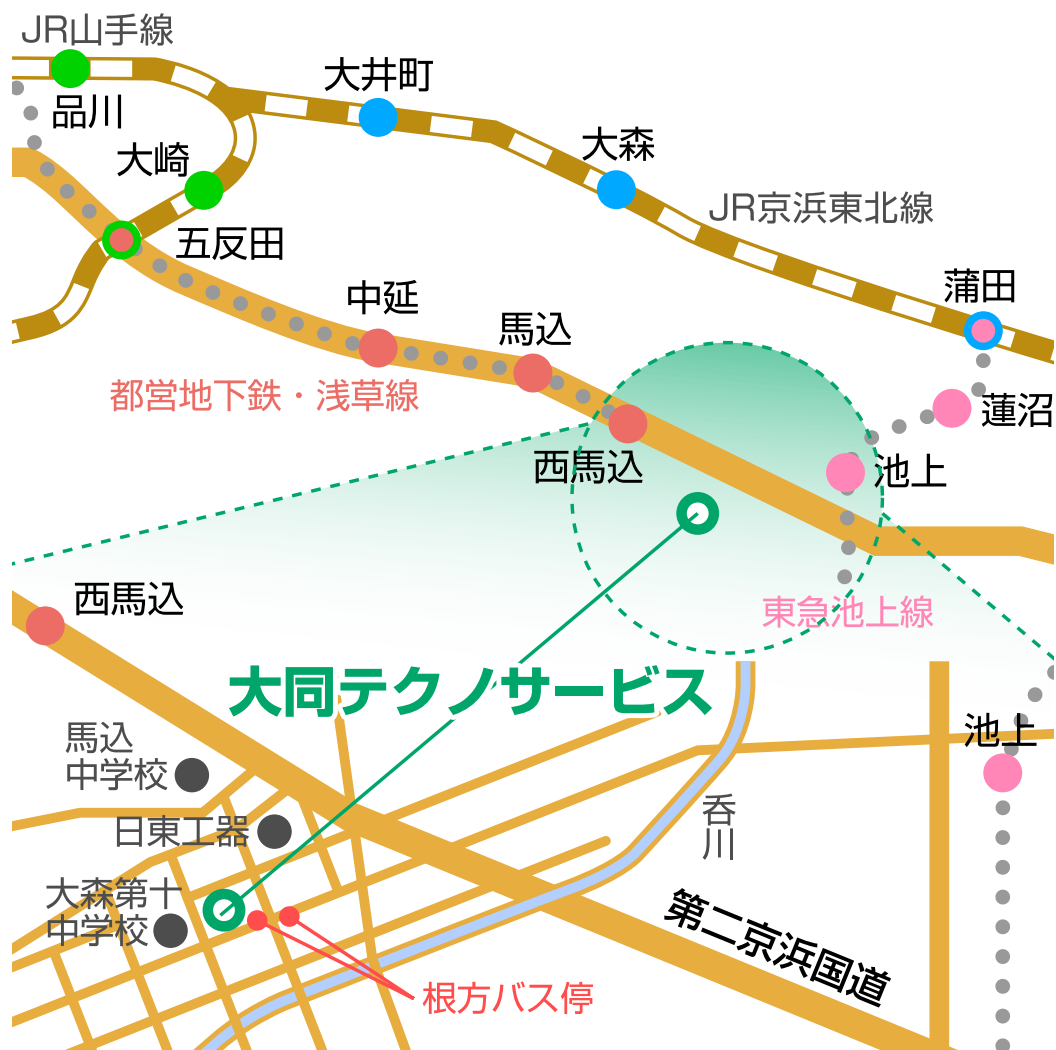 JR山手線
品川
大井町
大崎
大森
JR京浜東北線
五反田
蒲田
中延
馬込
都営地下鉄・浅草線
蓮沼
西馬込
池上
東急池上線
西馬込
大同テクノサービス
馬込
中学校
池上
呑
川
日東工器
大森第十
中学校
第二京浜国道
根方バス停